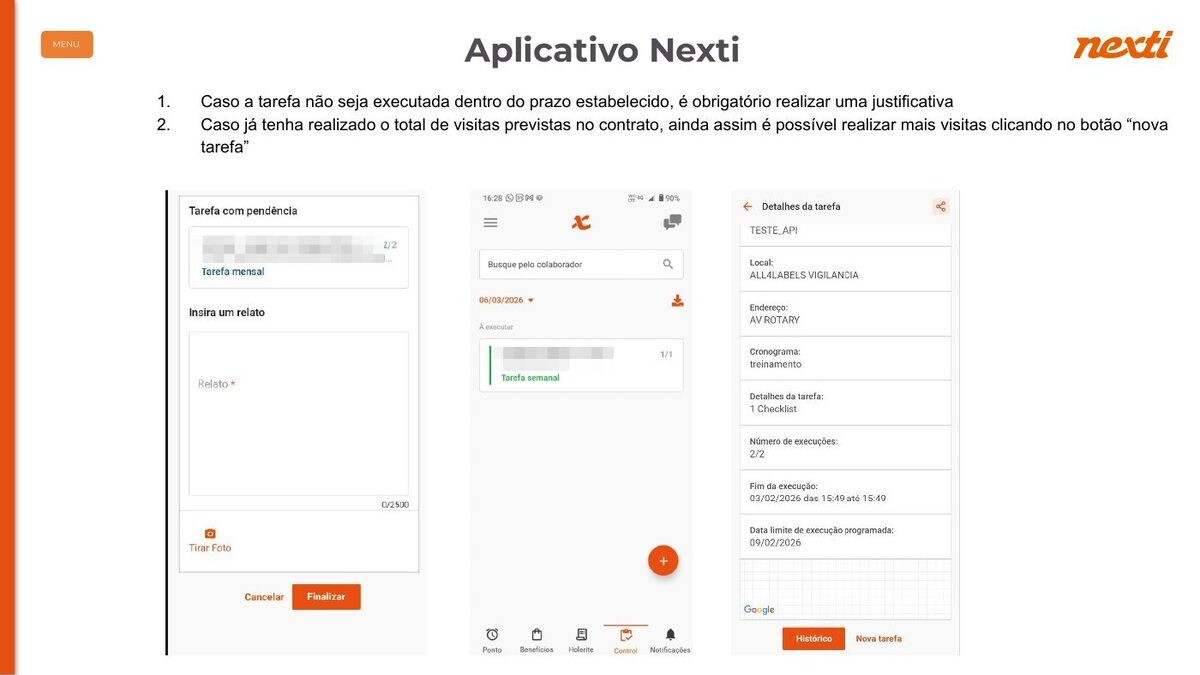 MENU
Aplicativo Nexti
nexti
1. Caso a tarefa não seja executada dentro do prazo estabelecido, é obrigatório realizar uma justificativa
2. Caso já tenha realizado o total de visitas previstas no contrato, ainda assim é possível realizar mais visitas clicando no botão “nova
tarefa”
Tarefa com pendência
2/2
...
Tarefa mensal
Insira um relato
Relato *
0/2500
Tirar Foto
Cancelar
Finalizar
16:28
90%
Busque pelo colaborador
06/03/2026
À executar
1/1
Tarefa semanal
+
Ponto
Benefícios
Holerite
Control
Notificações
Detalhes da tarefa
TESTE_API
Local:
ALL4LABELS VIGILANCIA
Endereço:
AV ROTARY
Cronograma:
treinamento
Detalhes da tarefa:
1 Checklist
Número de execuções:
2/2
Fim da execução:
03/02/2026 das 15:49 até 15:49
Data limite de execução programada:
09/02/2026
Google
Histórico
Nova tarefa